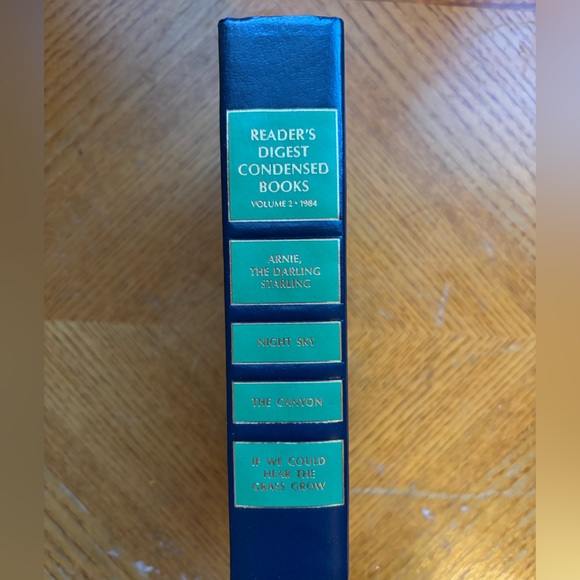 READER'S
DIGEST
CONDENSED
BOOKS
VOLUME 2 • 1984
ARNIE,
THE DARLING
STARLING
NIGHT SKY
THE CANYON
IF WE COULD
HEAR THE
GRASS GROW